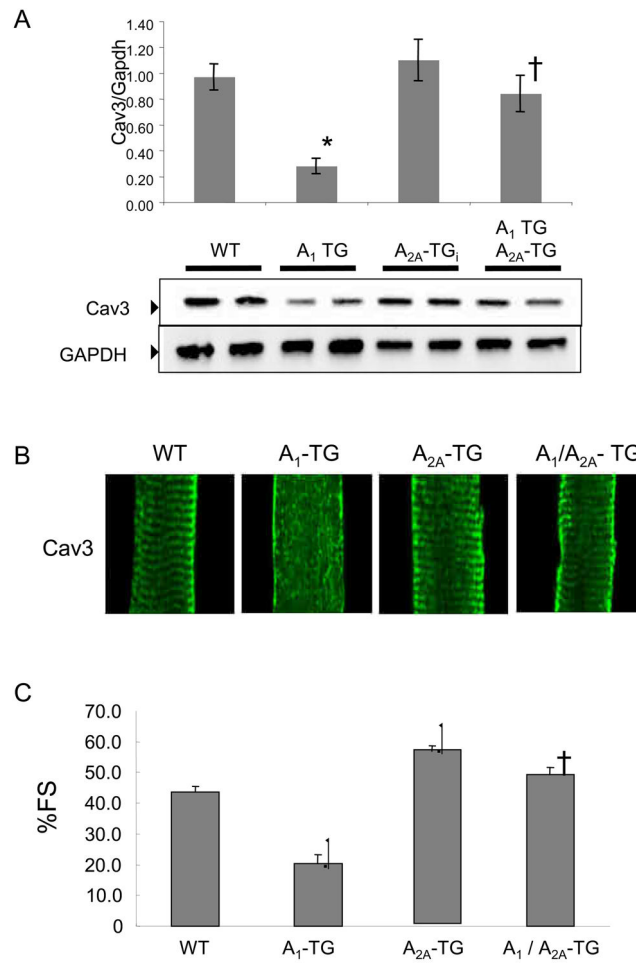 A
Cav3/Gapdh
1.40
1.20
1.00
0.80
0.60
0.40
0.20
0.00
*
†
WT
A₁ TG
A₂A-TGᵢ
A₁ TG
A₂A-TG
Cav3
GAPDH
B
WT
A₁-TG
A₂A-TG
A₁/A₂A- TG
Cav3
C
%FS
70.0
60.0
50.0
40.0
30.0
20.0
10.0
0
†
WT
A₁-TG
A₂A-TG
A₁ / A₂A-TG